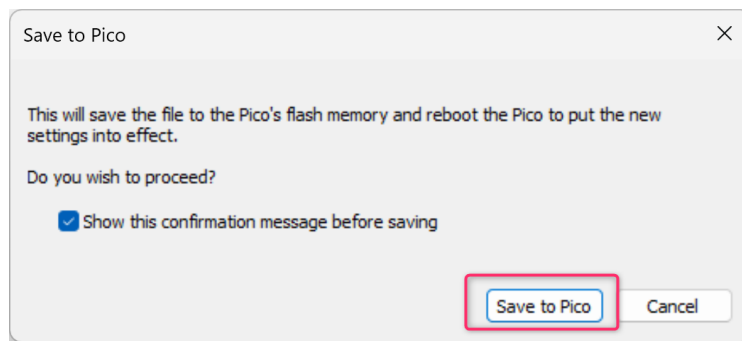 Save to Pico
This will save the file to the Pico's flash memory and reboot the Pico to put the new
settings into effect.
Do you wish to proceed?
Show this confirmation message before saving
Save to Pico
Cancel